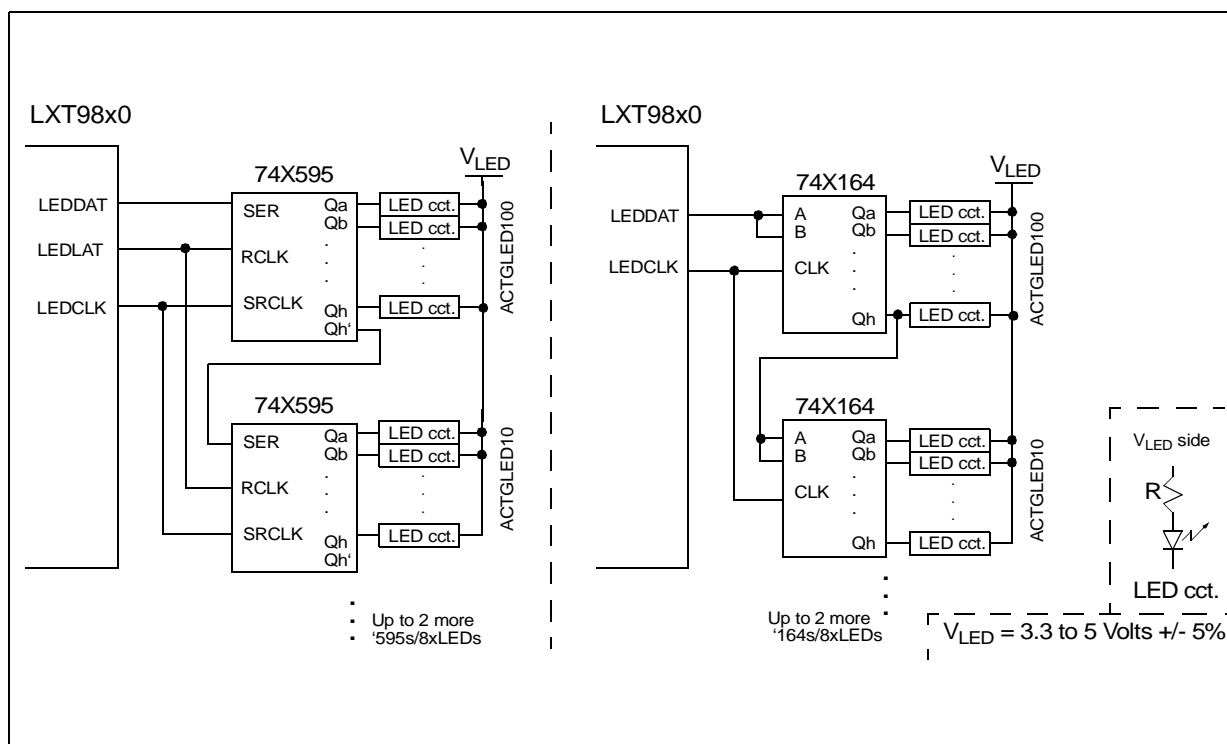 LXT98x0
LEDDAT
LEDLAT
LEDCLK
74X595
SER
RCLK
SRCLK
Qa
Qb
Qh
Qh‘
LED cct.
LED cct.
LED cct.
VLED
ACTGLED100
74X595
SER
RCLK
SRCLK
Qa
Qb
Qh
Qh‘
LED cct.
LED cct.
LED cct.
ACTGLED10
Up to 2 more
‘595s/8xLEDs
LXT98x0
LEDDAT
LEDCLK
74X164
A
B
CLK
Qa
Qb
Qh
LED cct.
LED cct.
LED cct.
VLED
ACTGLED100
74X164
A
B
CLK
Qa
Qb
Qh
LED cct.
LED cct.
LED cct.
ACTGLED10
Up to 2 more
‘164s/8xLEDs
VLED side
R
LED cct.
VLED = 3.3 to 5 Volts +/- 5%